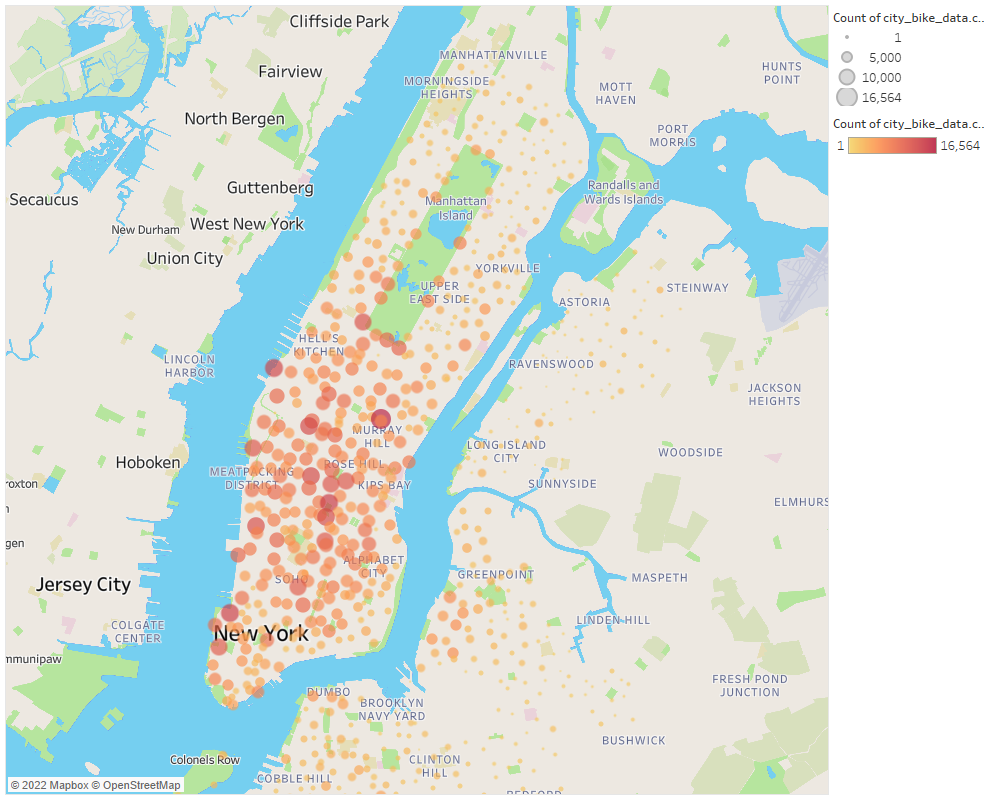 Cliffside Park
Count of city_bike_data.c..
1
5,000
10,000
16,564
Count of city_bike_data.c..
1
16,564
MANHATTANVILLE
Fairview
HUNTS
POINT
MORNINGSIDE
HEIGHTS
MOTT
HAVEN
North Bergen
PORT
MORRIS
Guttenberg
Randalls and
Wards Islands
Secaucus
Manhattan
Island
New Durham
West New York
Union City
YORKVILLE
UPPER
EAST SIDE
STEINWAY
ASTORIA
HELL'S
KITCHEN
LINCOLN
HARBOR
RAVENSWOOD
JACKSON
HEIGHTS
MURRAY
HILL
LONG ISLAND
CITY
WOODSIDE
Hoboken
MEATPACKING
DISTRICT
ROSE HILL
KIPS BAY
SUNNYSIDE
roxton
ELMHURS
gen
ALPHABET
CITY
Jersey City
SOHO
GREENPOINT
MASPETH
COLGATE
CENTER
New York
LINDEN HILL
mmunipaw
DUMBO
BROOKLYN
NAVY YARD
FRESH POND
JUNCTION
BUSHWICK
Colonels Row
CLINTON
HILL
COBBLE HILL
BEDFORD
© 2022 Mapbox © OpenStreetMap